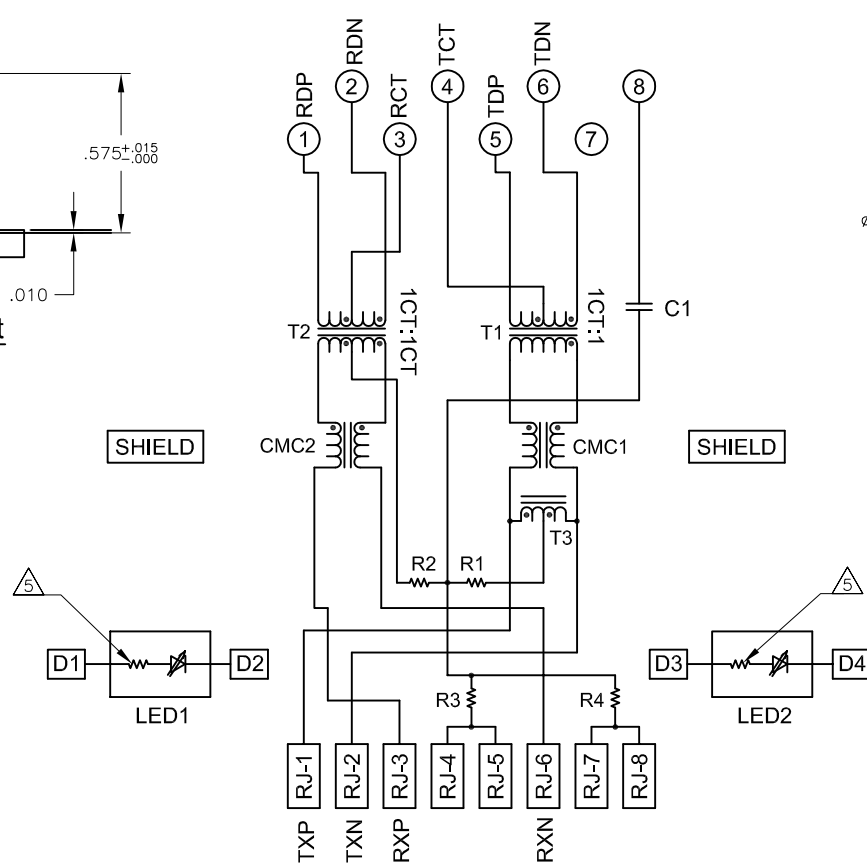 RDN
TCT
TDN
RDP
RCT
TDP
2
4
6
8
1
3
5
7
.575+.015
-.000
.010
t
ø
T2
1CT:1CT
T1
1CT:1
C1
SHIELD
CMC2
CMC1
SHIELD
T3
R2
R1
5
5
D1
D2
LED1
D3
D4
LED2
R3
R4
RJ-1
RJ-2
RJ-3
RJ-4
RJ-5
RJ-6
RJ-7
RJ-8
TXP
TXN
RXP
RXN